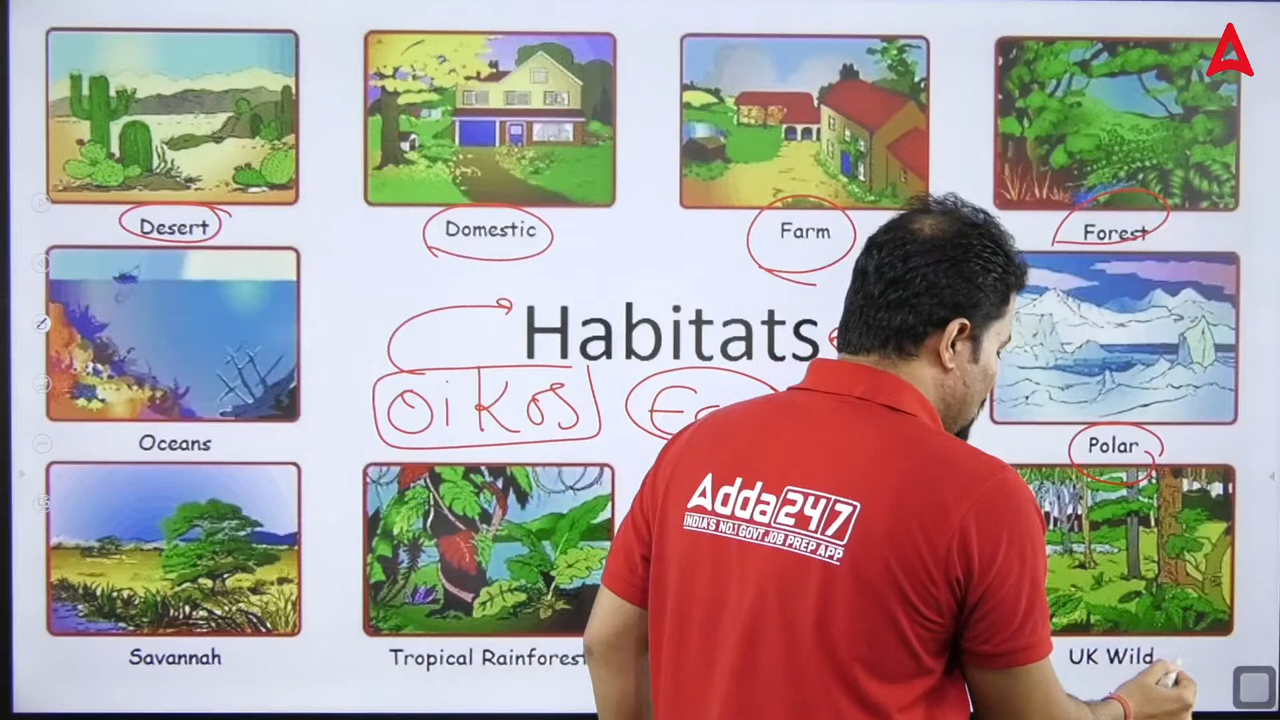 Desert
Domestic
Farm
Forest
Habitats
Oikos
Oceans
Polar
Adda247
INDIA'S NO.1 GOVT JOB PREP APP
Savannah
Tropical Rainforest
UK Wild